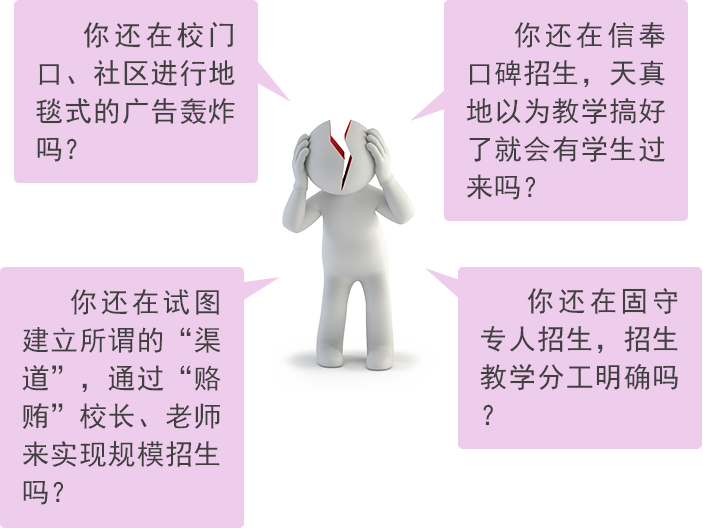 你还在校门
口、社区进行地
毯式的广告轰炸
吗？
你还在信奉
口碑招生，天真
地以为教学搞好
了就会有学生过
来吗？
你还在试图
建立所谓的“渠
道”，通过“赂
贿”校长、老师
来实现规模招生
吗？
你还在固守
专人招生，招生
教学分工明确吗
？